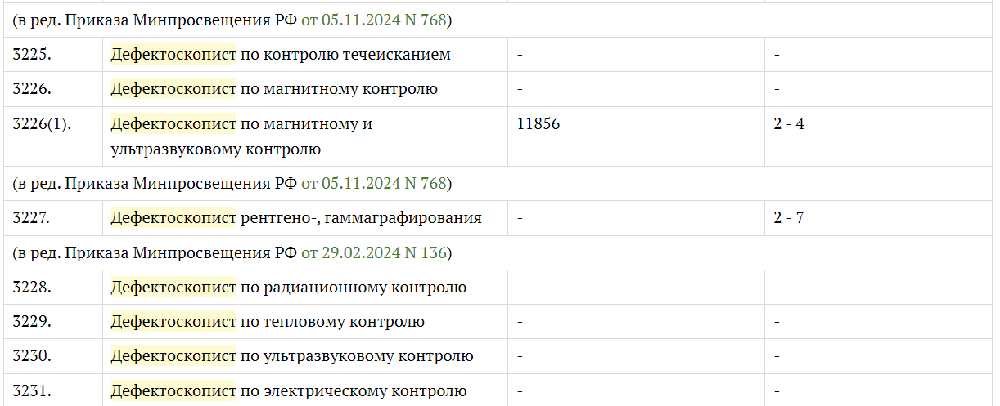 (в ред. Приказа Минпросвещения РФ от 05.11.2024 N 768)
3225. Дефектоскопист по контролю течеисканием - -
3226. Дефектоскопист по магнитному контролю - -
3226(1). Дефектоскопист по магнитному и 11856 2 - 4
ультразвуковому контролю
(в ред. Приказа Минпросвещения РФ от 05.11.2024 N 768)
3227. Дефектоскопист рентгено-, гаммаграфирования - 2 - 7
(в ред. Приказа Минпросвещения РФ от 29.02.2024 N 136)
3228. Дефектоскопист по радиационному контролю - -
3229. Дефектоскопист по тепловому контролю - -
3230. Дефектоскопист по ультразвуковому контролю - -
3231. Дефектоскопист по электрическому контролю - -